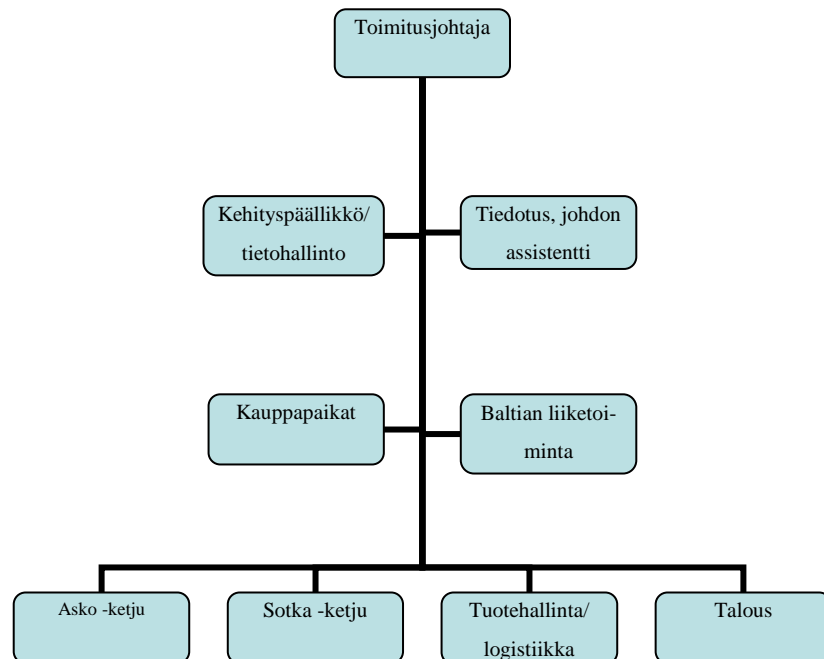 Toimitusjohtaja
Kehityspäällikkö/
tietohallinto
Tiedotus, johdon
assistentti
Kauppapaikat
Baltian liiketoi-
minta
Asko -ketju
Sotka -ketju
Tuotehallinta/
logistiikka
Talous